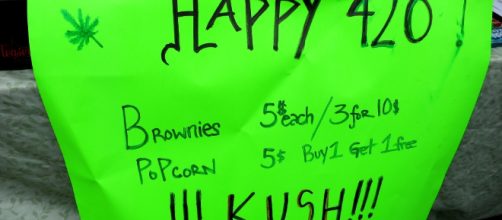 HAPPY 420!
BROWNIES 5$ each / 3 for 10$
POPCORN 5$ Buy 1 Get 1 free
!!! KUSH!!!